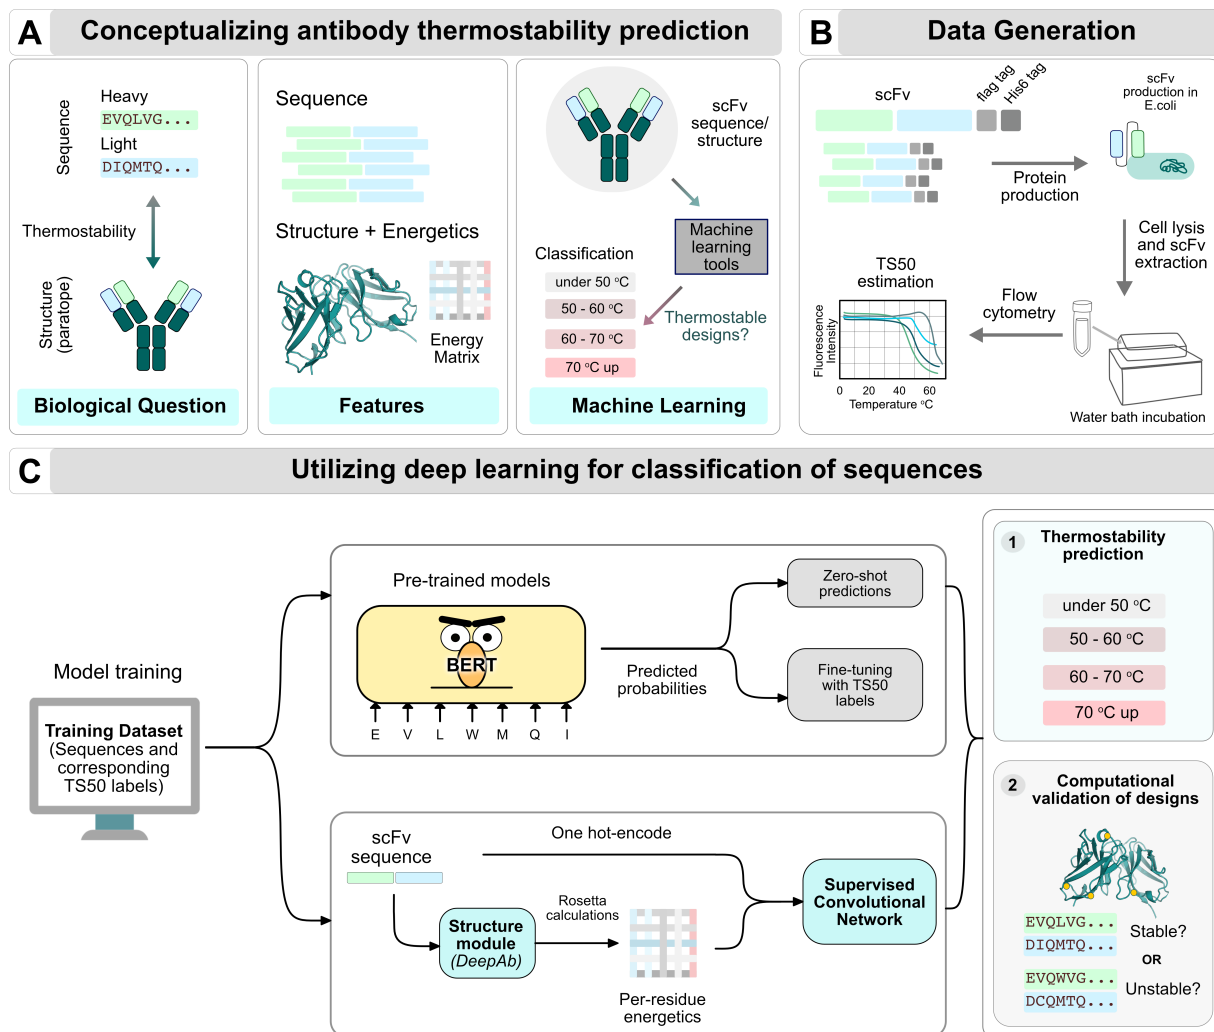 A
Conceptualizing antibody thermostability prediction
Sequence
Heavy
EVQLVG...
Light
DIQMTQ...
Thermostability
Structure
(paratope)
Biological Question
Sequence
Structure + Energetics
Energy
Matrix
Features
scFv
sequence/
structure
Machine
learning
tools
Classification
under 50 °C
50 - 60 °C
60 - 70 °C
70 °C up
Thermostable
designs?
Machine Learning
B
Data Generation
scFv
flag tag
His6 tag
scFv
production in
E.coli
Protein
production
Cell lysis
and scFv
extraction
TS50
estimation
Flow
cytometry
Fluorescence
Intensity
0
20
40
60
Temperature °C
Water bath incubation
C
Utilizing deep learning for classification of sequences
Model training
Training Dataset
(Sequences and
corresponding
TS50 labels)
Pre-trained models
BERT
E V L W M Q I
Predicted
probabilities
Zero-shot
predictions
Fine-tuning
with TS50
labels
scFv
sequence
One hot-encode
Structure
module
(DeepAb)
Rosetta
calculations
Per-residue
energetics
Supervised
Convolutional
Network
1
Thermostability
prediction
under 50 °C
50 - 60 °C
60 - 70 °C
70 °C up
2
Computational
validation of designs
EVQLVG...
DIQMTQ...
Stable?
OR
EVQWVG...
DCQMTQ...
Unstable?